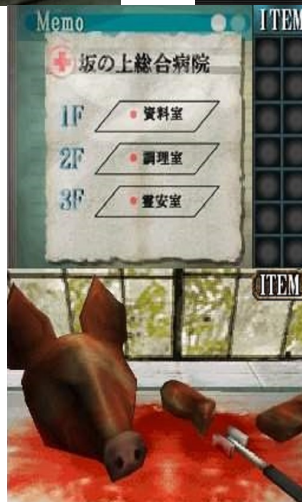 Memo
ITEM
坂の上総合病院
1F 資料室
2F 調理室
3F 霊安室
ITEM